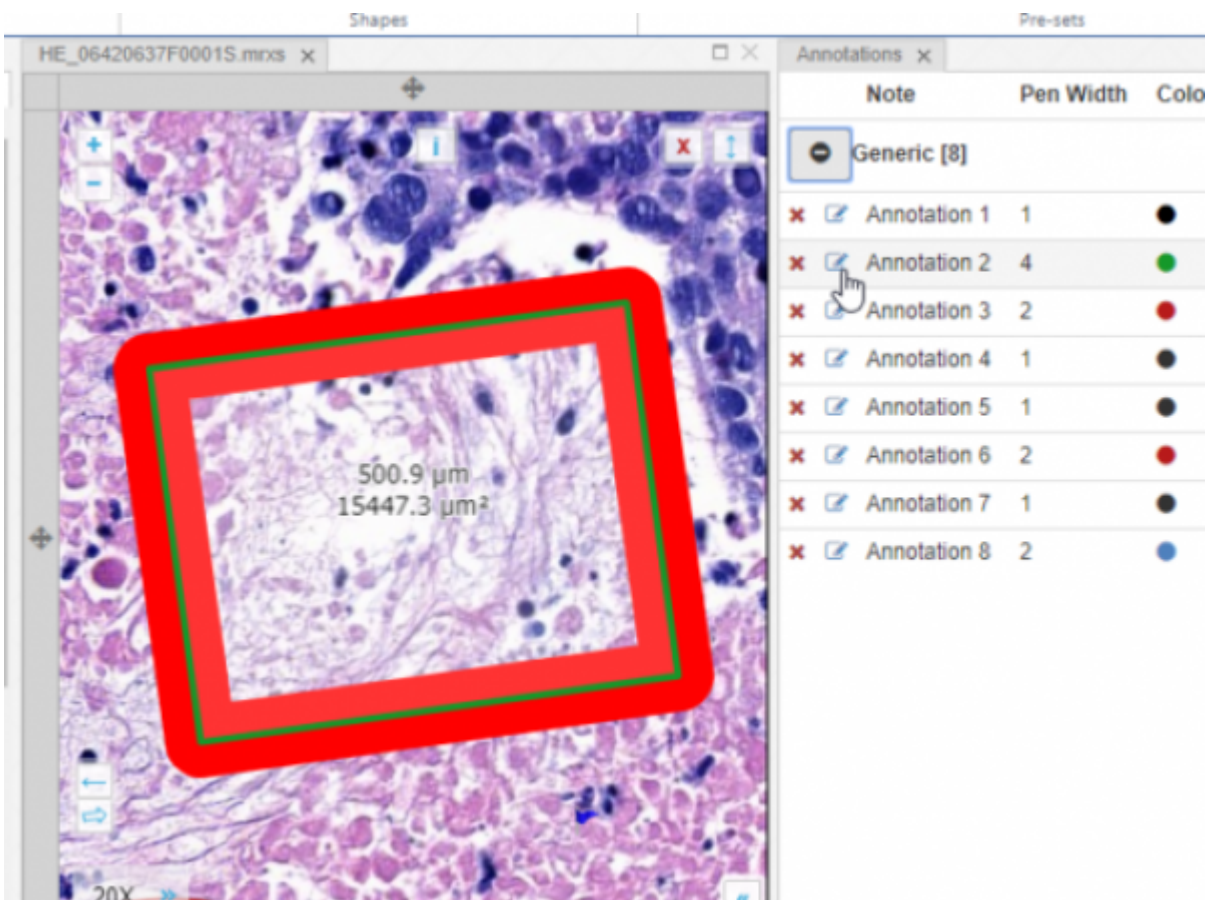 Shapes
Pre-sets
HE_06420637F0001S.mrxs
Annotations
Note Pen Width Colo
Generic [8]
Annotation 1 1
Annotation 2 4
Annotation 3 2
Annotation 4 1
Annotation 5 1
Annotation 6 2
Annotation 7 1
Annotation 8 2
i
X
500.9 µm
15447.3 µm²
20X